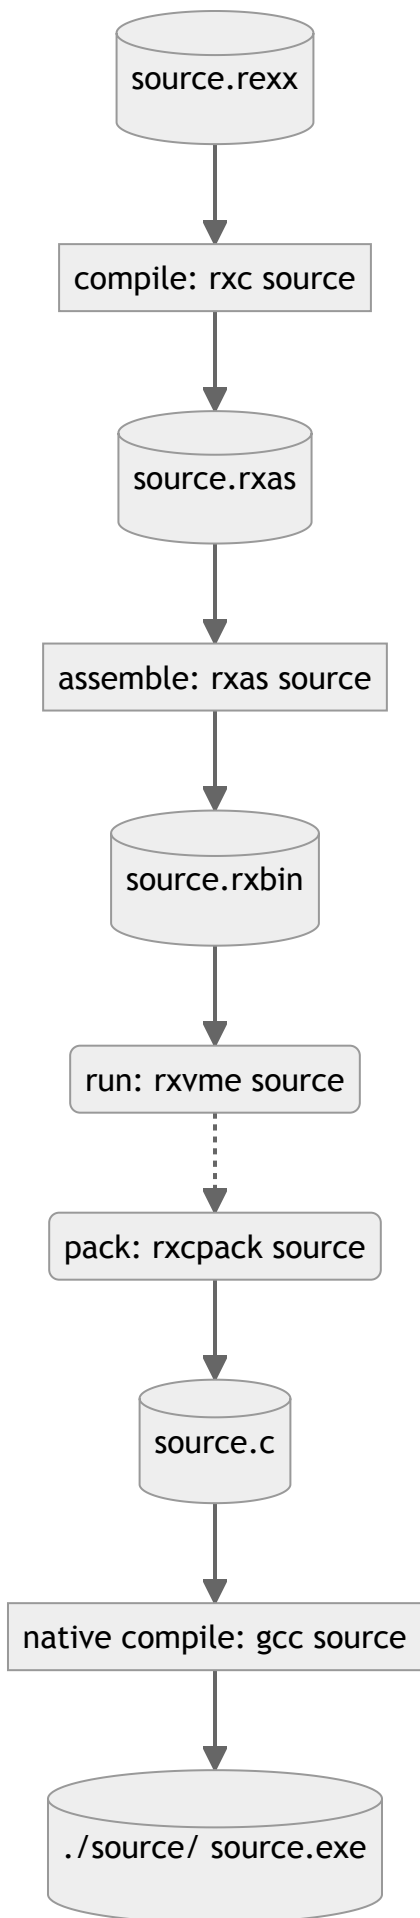 source.rexx
compile: rxc source
source.rxas
assemble: rxas source
source.rxbin
run: rxvme source
pack: rxcpack source
source.c
native compile: gcc source
./source/ source.exe